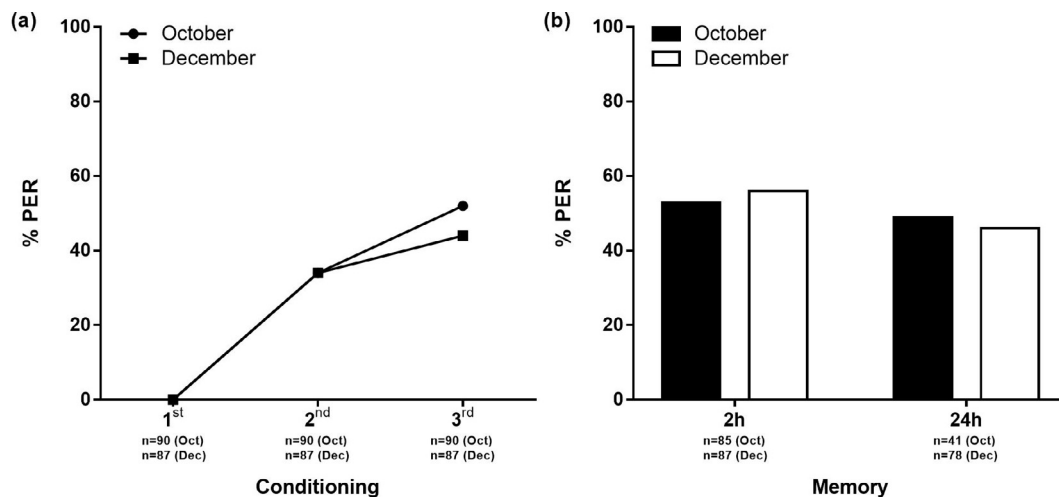 (a)
October
December
100
80
60
40
20
0
% PER
1st
2nd
3rd
n=90 (Oct)
n=87 (Dec)
n=90 (Oct)
n=87 (Dec)
n=90 (Oct)
n=87 (Dec)
Conditioning
(b)
October
December
100
80
60
40
20
0
% PER
2h
24h
n=85 (Oct)
n=87 (Dec)
n=41 (Oct)
n=78 (Dec)
Memory